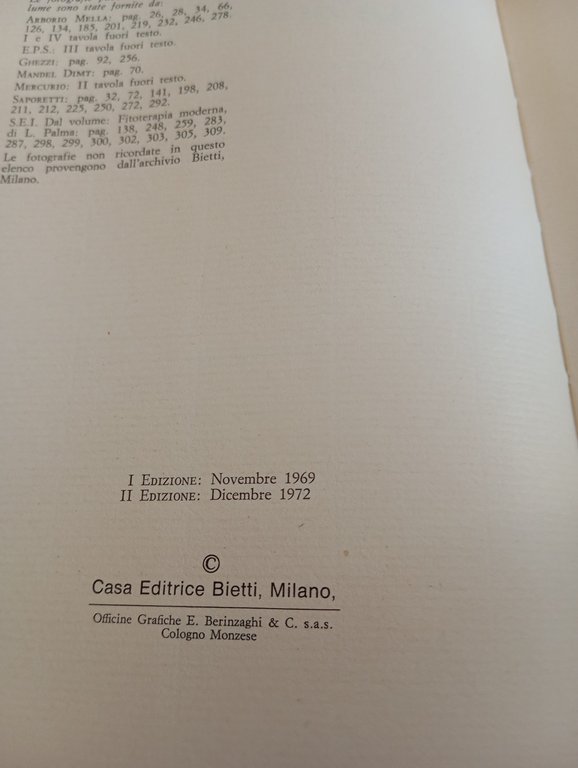 lume sono state fornite da:
ARBORIO MELLA: pag. 26, 28, 34, 66,
126, 134, 185, 201, 219, 232, 246, 278.
I e IV tavola fuori testo.
E.P.S.: III tavola fuori testo.
GHEZZI: pag. 92, 256.
MANDEL DIMT: pag. 70.
MERCURIO: II tavola fuori testo.
SAPORETTI: pag. 32, 72, 141, 198, 208,
211, 212, 225, 250, 272, 292.
S.E.I. Dal volume: Fitoterapia moderna,
di L. Palma: pag. 138, 248, 259, 283,
287, 298, 299, 300, 302, 303, 305, 309.
Le fotografie non ricordate in questo
elenco provengono dall'archivio Bietti,
Milano.
I EDIZIONE: Novembre 1969
II EDIZIONE: Dicembre 1972
©
Casa Editrice Bietti, Milano,
Officine Grafiche E. Berinzaghi & C. s.a.s.
Cologno Monzese